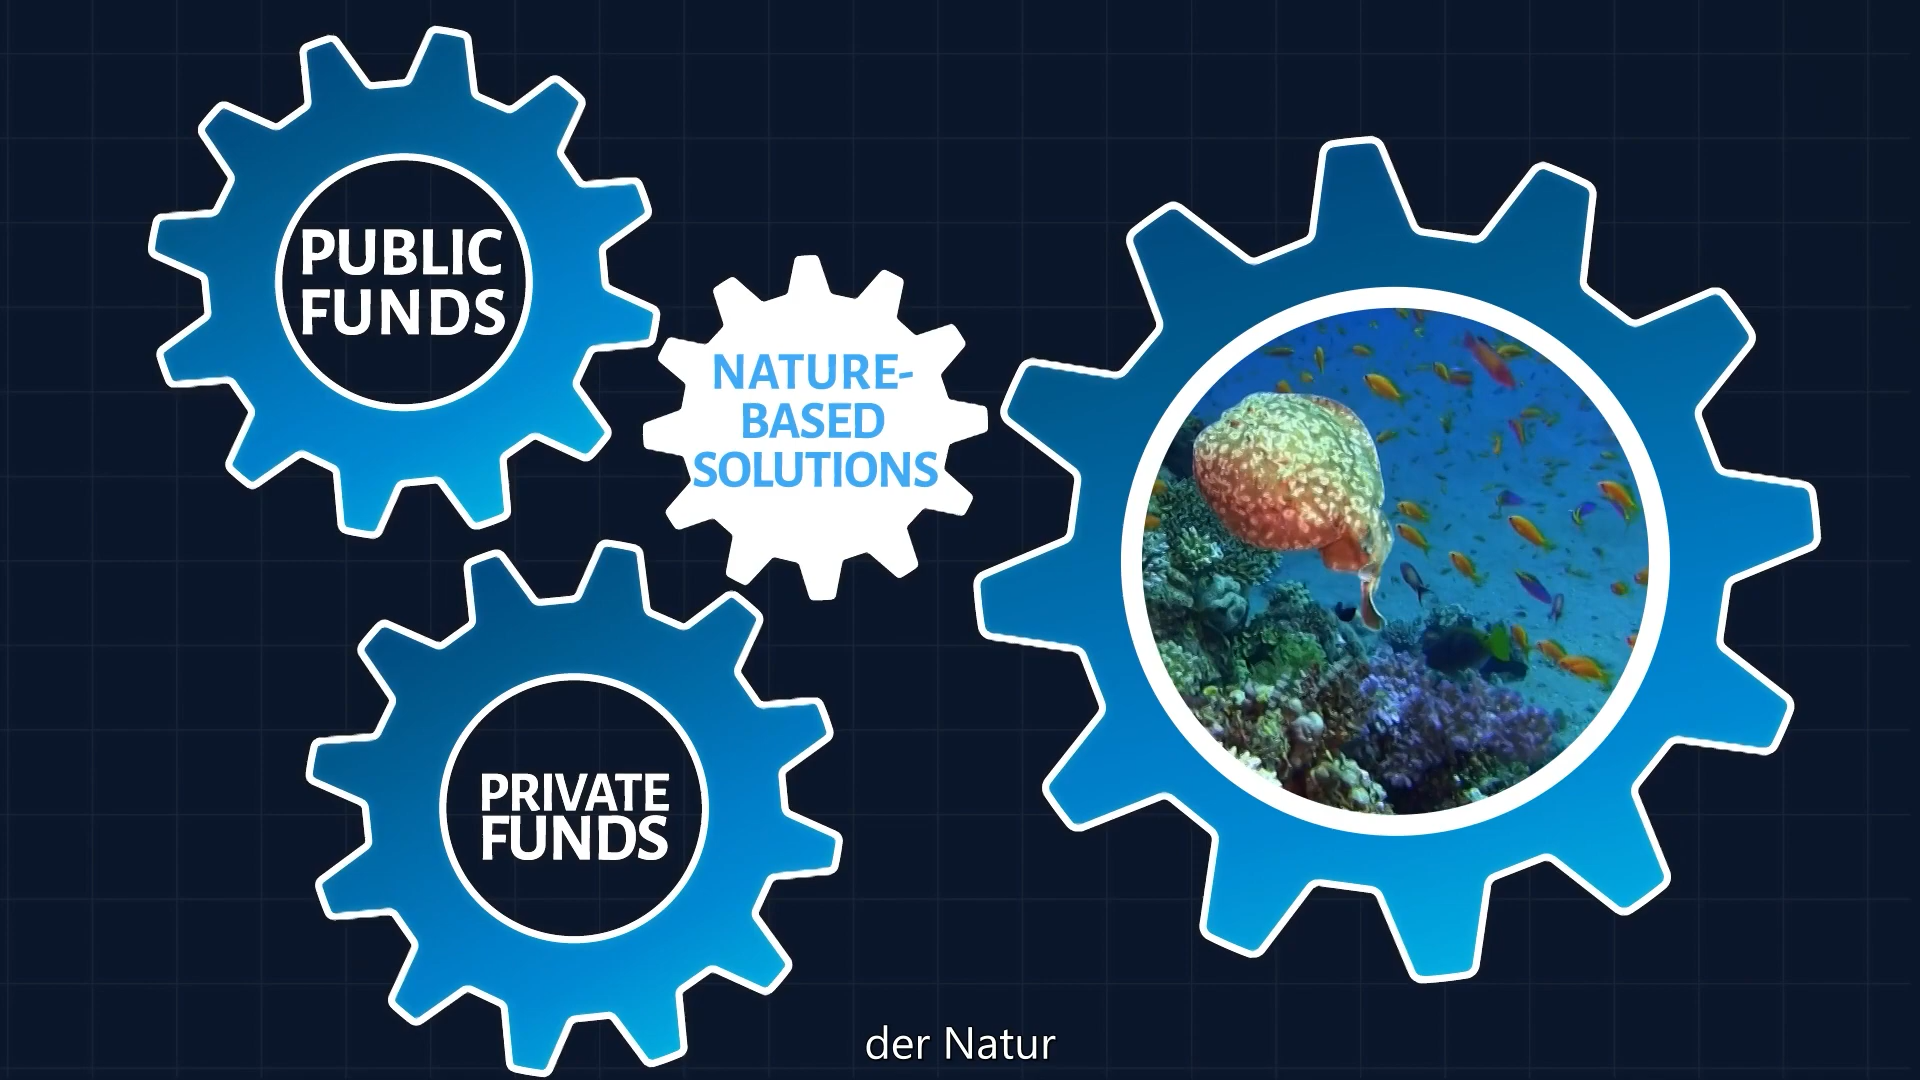 PUBLIC
FUNDS
NATURE-
BASED
SOLUTIONS
PRIVATE
FUNDS
der Natur